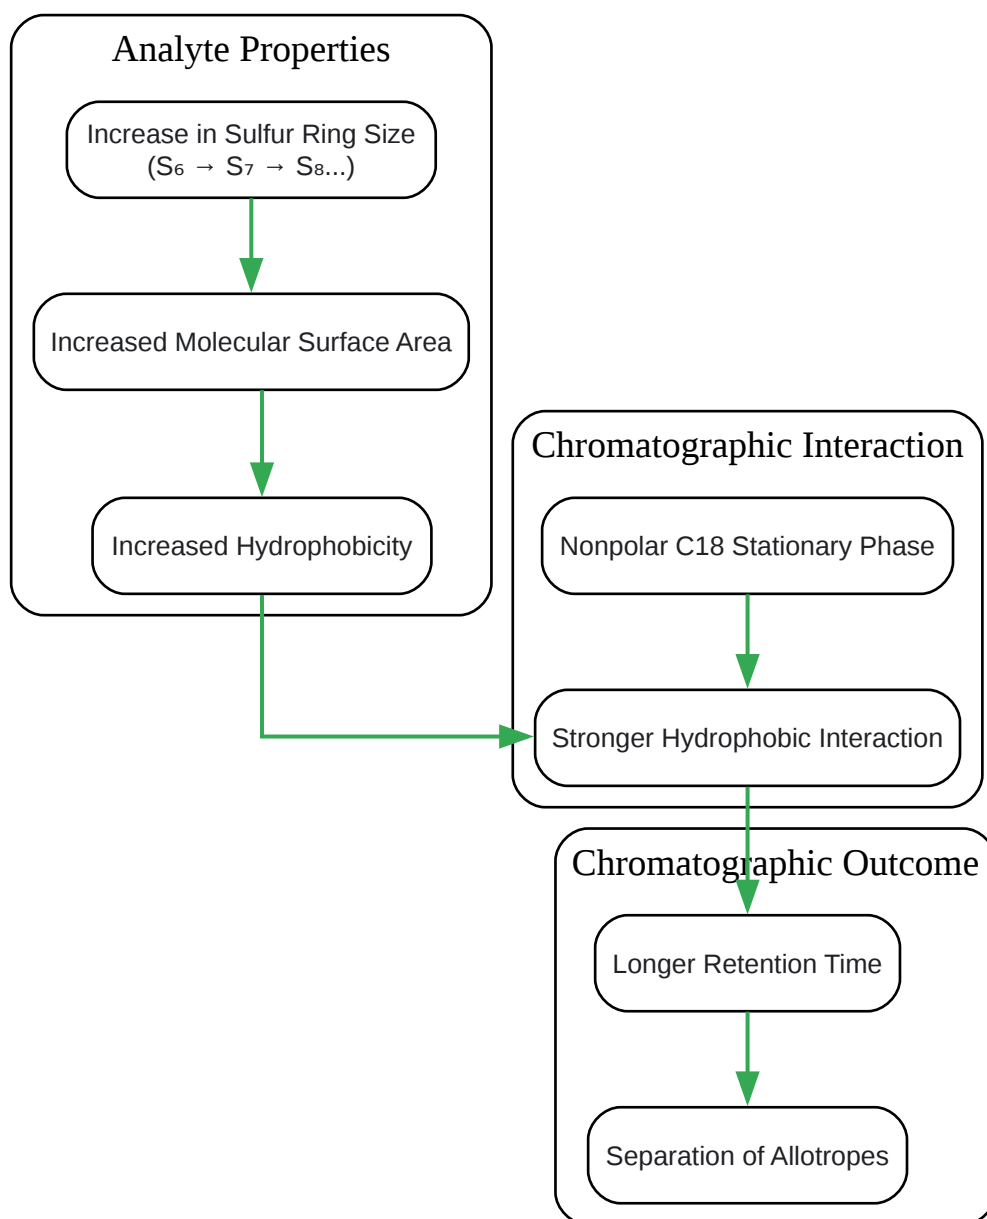 Analyte Properties
Increase in Sulfur Ring Size
(S₆ → S₇ → S₈...)
Increased Molecular Surface Area
Increased Hydrophobicity
Chromatographic Interaction
Nonpolar C18 Stationary Phase
Stronger Hydrophobic Interaction
Chromatographic Outcome
Longer Retention Time
Separation of Allotropes